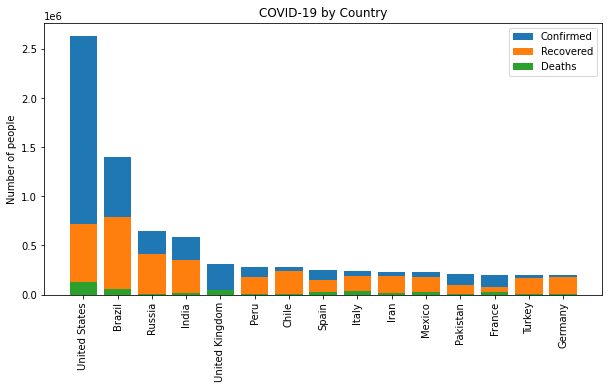 COVID-19 by Country
1e6
Confirmed
Recovered
Deaths
Number of people
2.5
2.0
1.5
1.0
0.5
0.0
United States
Brazil
Russia
India
United Kingdom
Peru
Chile
Spain
Italy
Iran
Mexico
Pakistan
France
Turkey
Germany